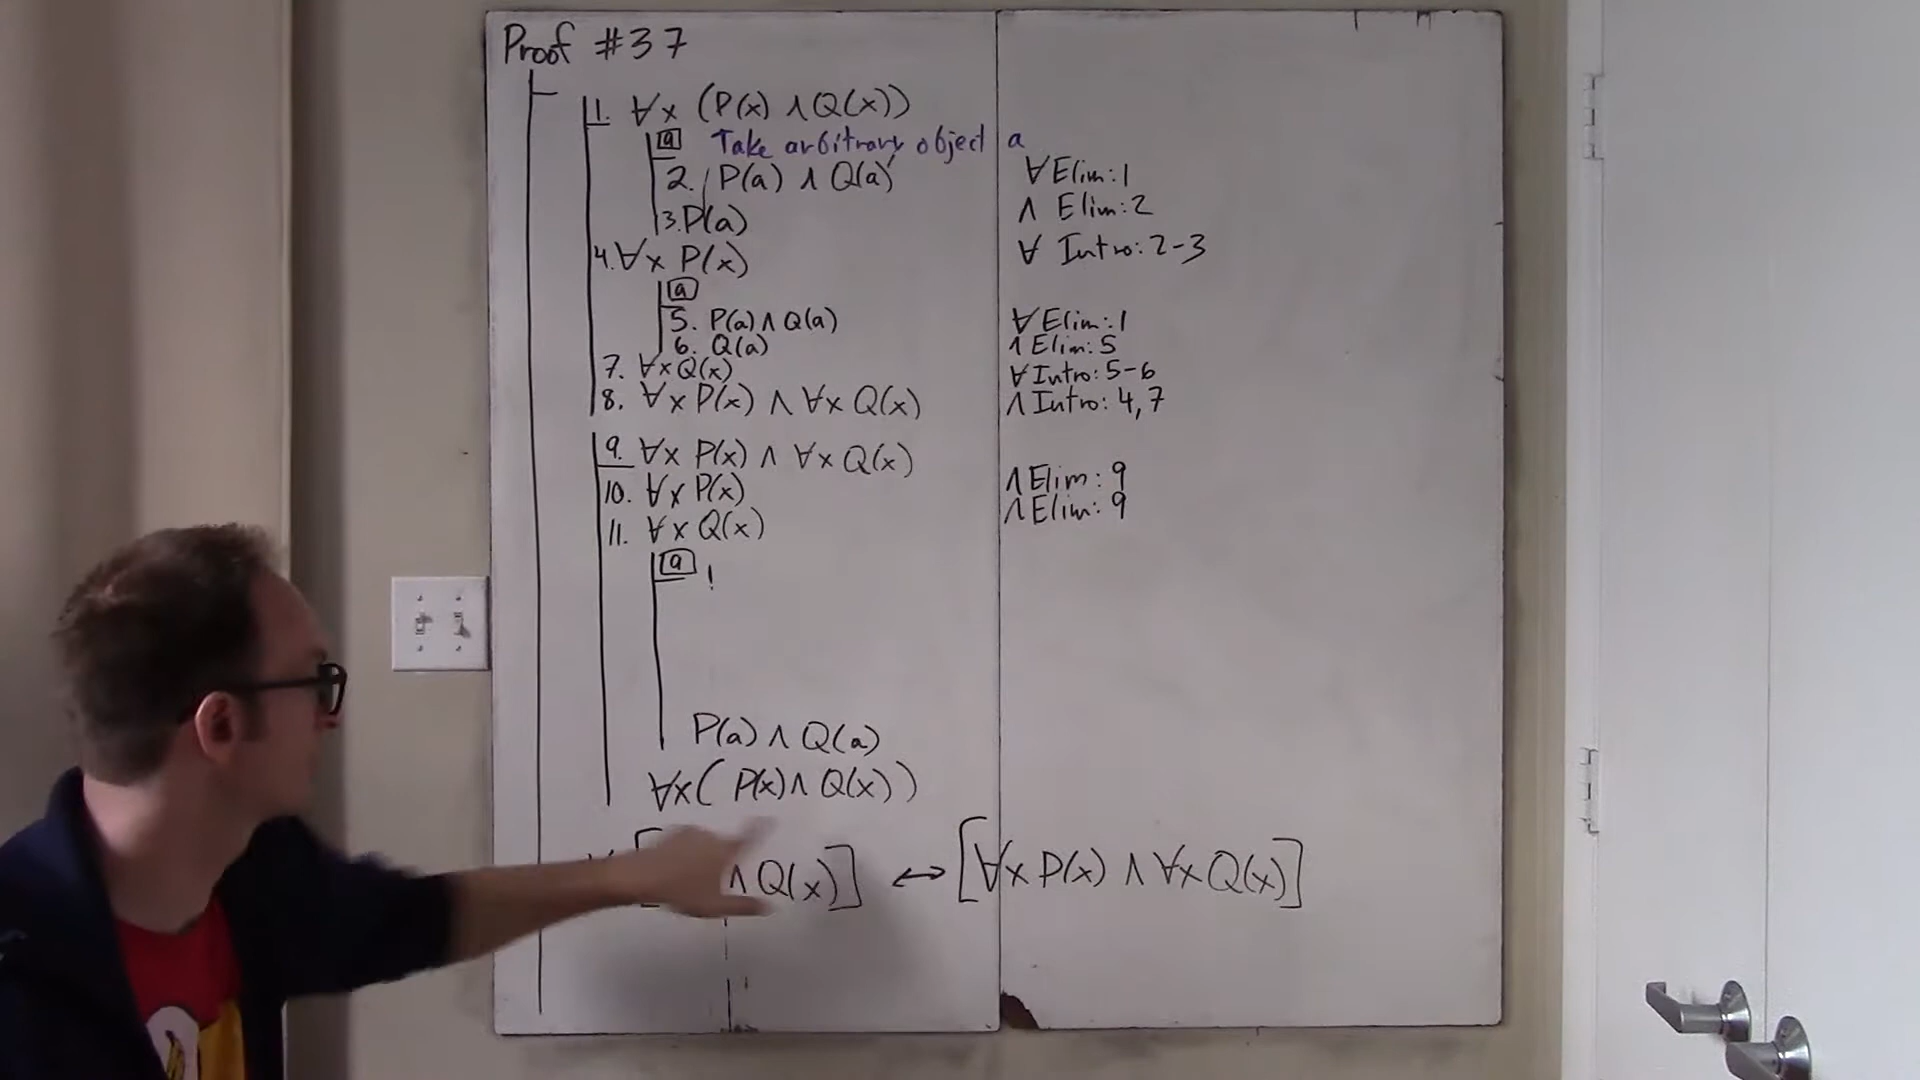 Proof #37
1. ∀x (P(x) ∧ Q(x))
a Take arbitrary object a
2. P(a) ∧ Q(a) ∀ Elim: 1
3. P(a) ∧ Elim: 2
4. ∀x P(x) ∀ Intro: 2-3
a
5. P(a) ∧ Q(a) ∀ Elim: 1
6. Q(a) ∧ Elim: 5
7. ∀x Q(x) ∀ Intro: 5-6
8. ∀x P(x) ∧ ∀x Q(x) ∧ Intro: 4,7
9. ∀x P(x) ∧ ∀x Q(x)
10. ∀x P(x) ∧ Elim: 9
11. ∀x Q(x) ∧ Elim: 9
a !
P(a) ∧ Q(a)
∀x( P(x) ∧ Q(x))
[ ∧ Q(x)] ↔ [∀x P(x) ∧ ∀x Q(x)]